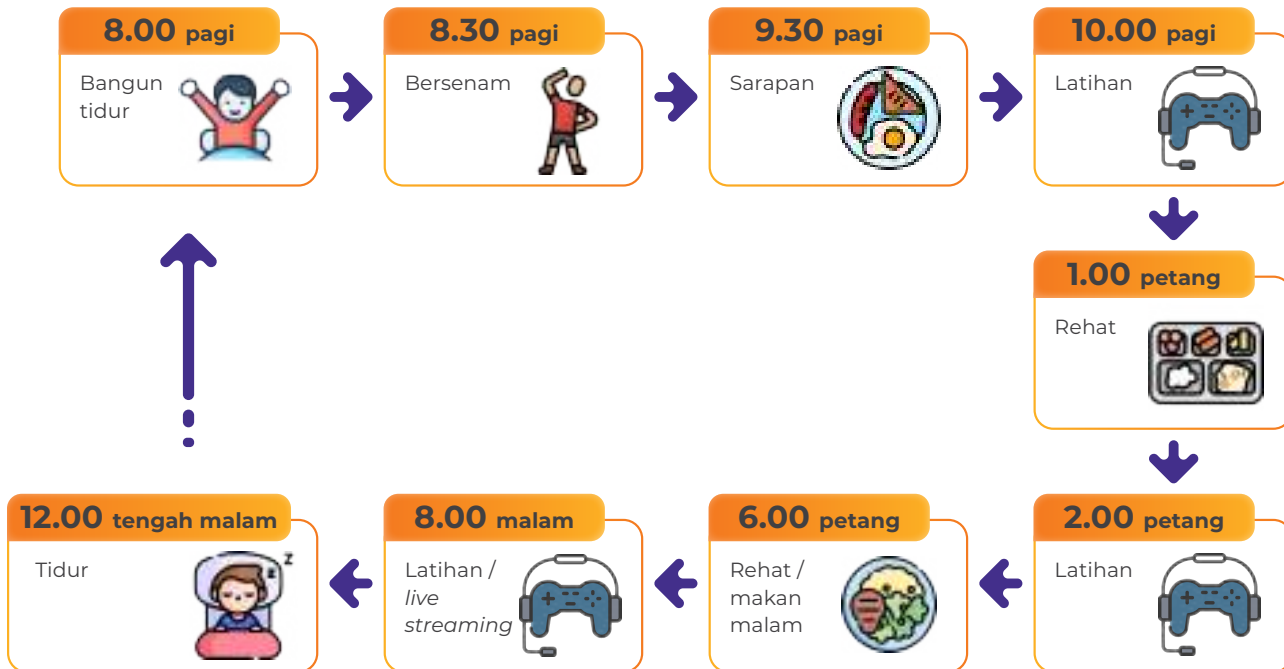 8.00 pagi
Bangun
tidur
8.30 pagi
Bersenam
9.30 pagi
Sarapan
10.00 pagi
Latihan
1.00 petang
Rehat
2.00 petang
Latihan
6.00 petang
Rehat /
makan
malam
8.00 malam
Latihan /
live
streaming
12.00 tengah malam
Tidur
z
z